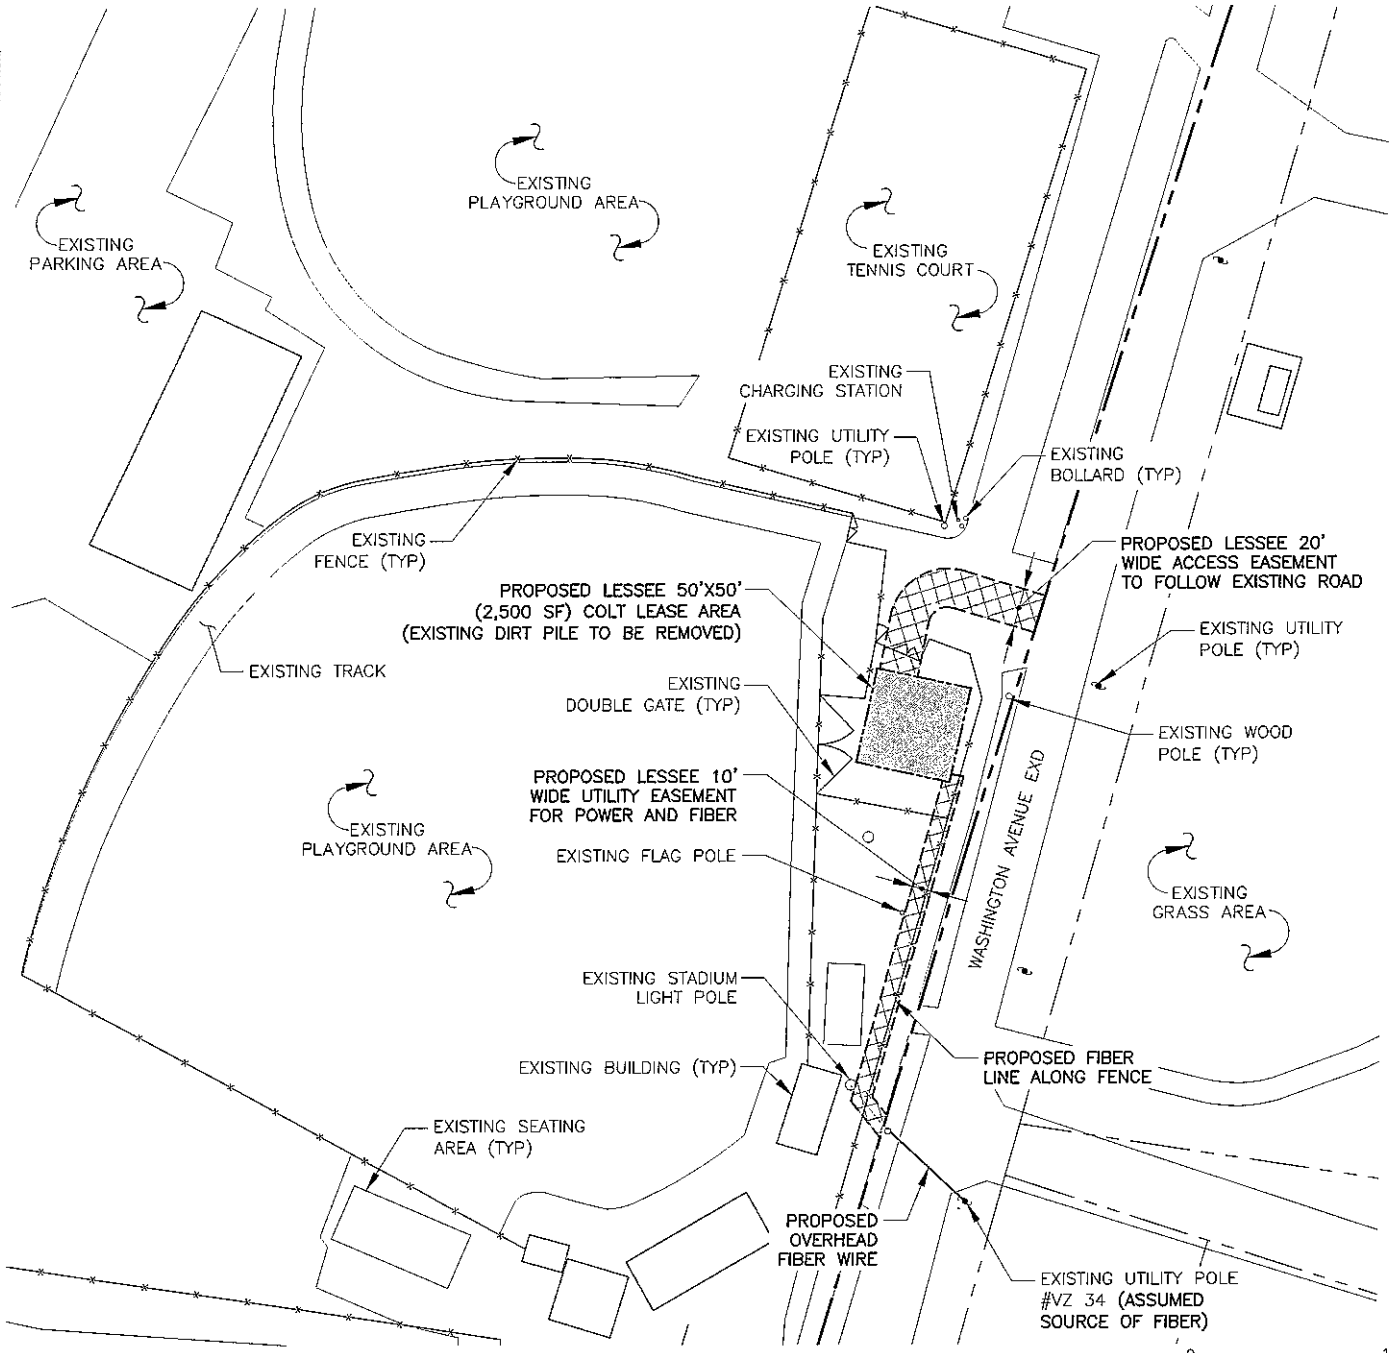 EXISTING
PLAYGROUND AREA
EXISTING
PARKING AREA
EXISTING
TENNIS COURT
EXISTING
CHARGING STATION
EXISTING UTILITY
POLE (TYP)
EXISTING
BOLLARD (TYP)
EXISTING
FENCE (TYP)
PROPOSED LESSEE 20'
WIDE ACCESS EASEMENT
TO FOLLOW EXISTING ROAD
PROPOSED LESSEE 50'X50'
(2,500 SF) COLT LEASE AREA
(EXISTING DIRT PILE TO BE REMOVED)
EXISTING UTILITY
POLE (TYP)
EXISTING TRACK
EXISTING
DOUBLE GATE (TYP)
EXISTING WOOD
POLE (TYP)
PROPOSED LESSEE 10'
WIDE UTILITY EASEMENT
FOR POWER AND FIBER
WASHINGTON AVENUE EXD
EXISTING
PLAYGROUND AREA
EXISTING FLAG POLE
EXISTING
GRASS AREA
EXISTING STADIUM
LIGHT POLE
EXISTING BUILDING (TYP)
PROPOSED FIBER
LINE ALONG FENCE
EXISTING SEATING
AREA (TYP)
PROPOSED
OVERHEAD
FIBER WIRE
EXISTING UTILITY POLE
#VZ 34 (ASSUMED
SOURCE OF FIBER)